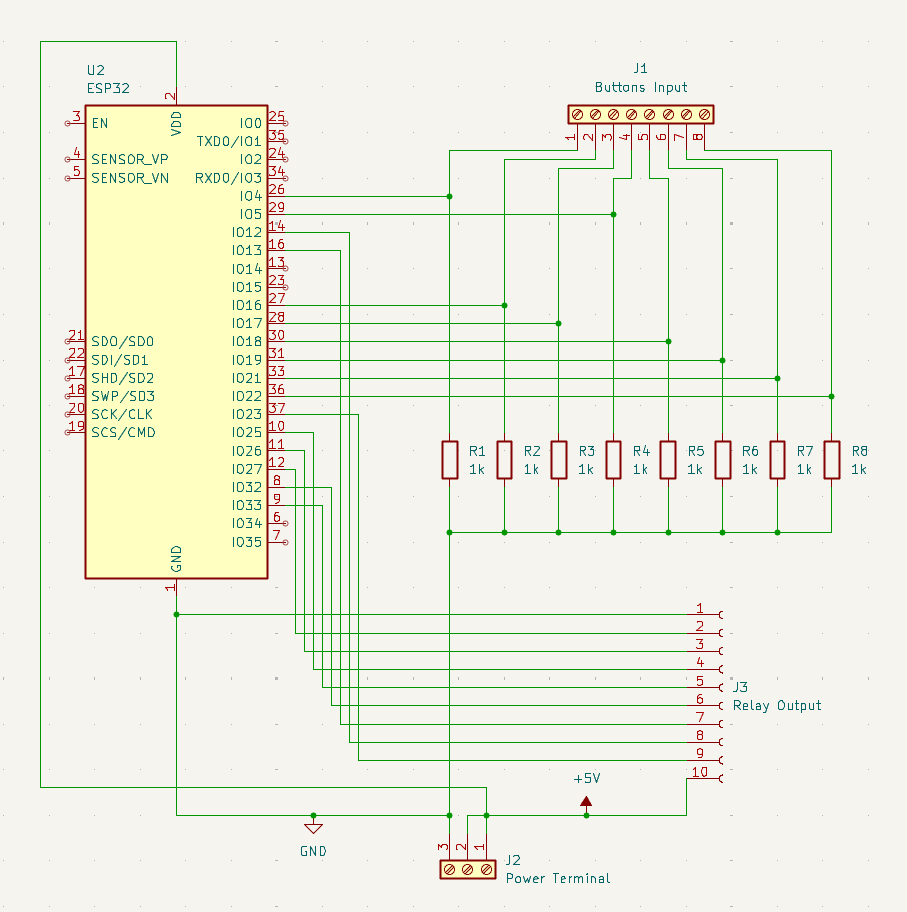 U2
ESP32
2
VDD
3 EN
4 SENSOR_VP
5 SENSOR_VN
21 SDO/SD0
22 SDI/SD1
17 SHD/SD2
18 SWP/SD3
20 SCK/CLK
19 SCS/CMD
IO0 25
TXD0/IO1 35
IO2 24
RXD0/IO3 34
IO4 26
IO5 29
IO12 14
IO13 16
IO14 13
IO15 23
IO16 27
IO17 28
IO18 30
IO19 31
IO21 33
IO22 36
IO23 37
IO25 10
IO26 11
IO27 12
IO32 8
IO33 9
IO34 6
IO35 7
GND
1
J1
Buttons Input
1 2 3 4 5 6 7 8
R1 R2 R3 R4 R5 R6 R7 R8
1k 1k 1k 1k 1k 1k 1k 1k
1
2
3
4
5
6
7
8
9
10
J3
Relay Output
+5V
GND
3 2 1
J2
Power Terminal